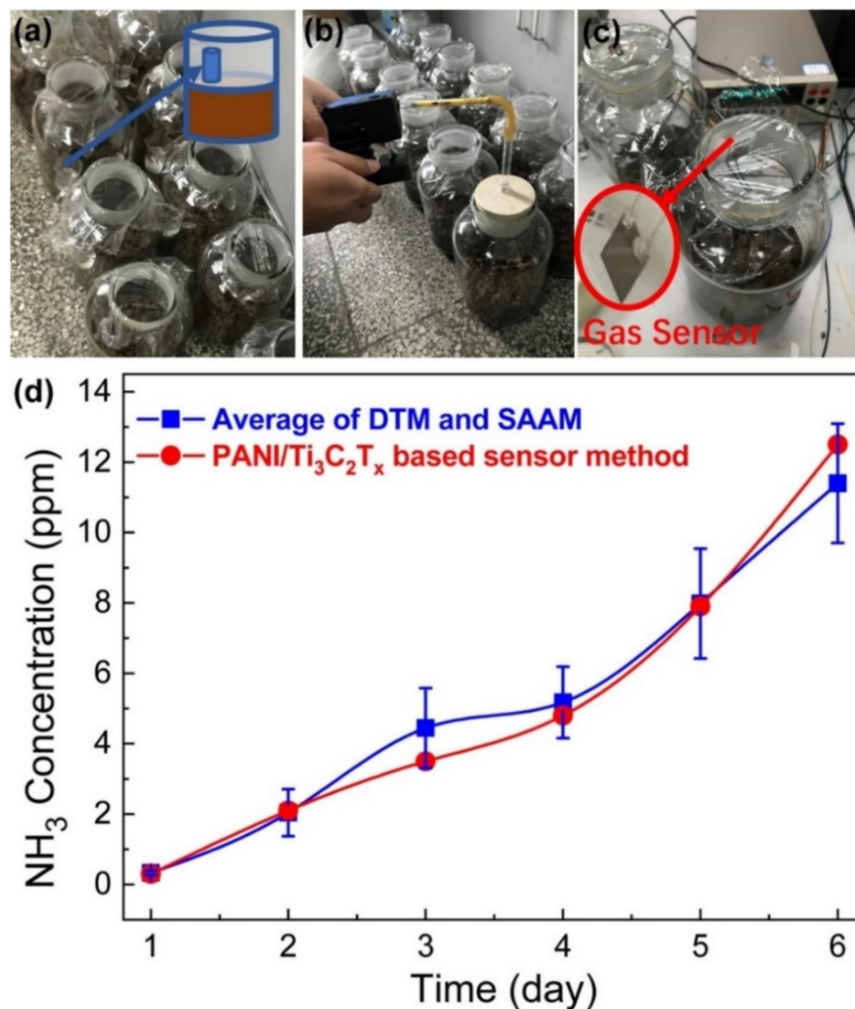 (a)
(b)
(c)
Gas Sensor
(d)
Average of DTM and SAAM
PANI/Ti₃C₂Tₓ based sensor method
NH₃ Concentration (ppm)
14
12
10
8
6
4
2
0
1 2 3 4 5 6
Time (day)